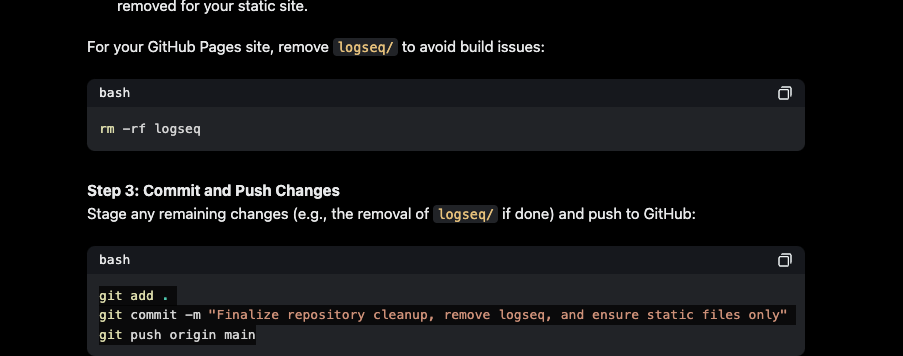 removed for your static site.
For your GitHub Pages site, remove logseq/ to avoid build issues:
bash
rm -rf logseq
Step 3: Commit and Push Changes
Stage any remaining changes (e.g., the removal of logseq/ if done) and push to GitHub:
bash
git add .
git commit -m "Finalize repository cleanup, remove logseq, and ensure static files only"
git push origin main